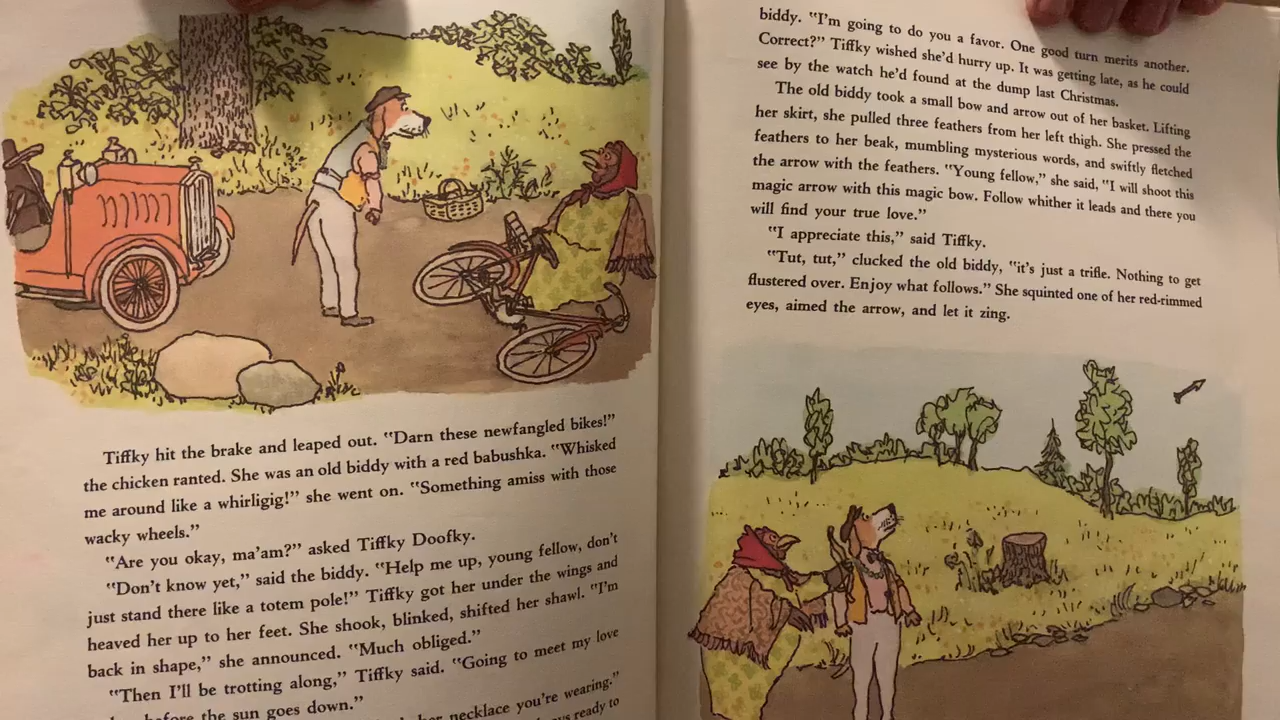 Tiffky hit the brake and leaped out. "Darn these newfangled bikes!"
the chicken ranted. She was an old biddy with a red babushka. "Whisked
me around like a whirligig!" she went on. "Something amiss with those
wacky wheels."
"Are you okay, ma'am?" asked Tiffky Doofky.
"Don't know yet," said the biddy. "Help me up, young fellow, don't
just stand there like a totem pole!" Tiffky got her under the wings and
heaved her up to her feet. She shook, blinked, shifted her shawl. "I'm
back in shape," she announced. "Much obliged."
"Then I'll be trotting along," Tiffky said. "Going to meet my love
before the sun goes down."
necklace you're wearing."
ready to
biddy. "I'm going to do you a favor. One good turn merits another.
Correct?" Tiffky wished she'd hurry up. It was getting late, as he could
see by the watch he'd found at the dump last Christmas.
The old biddy took a small bow and arrow out of her basket. Lifting
her skirt, she pulled three feathers from her left thigh. She pressed the
feathers to her beak, mumbling mysterious words, and swiftly fletched
the arrow with the feathers. "Young fellow," she said, "I will shoot this
magic arrow with this magic bow. Follow whither it leads and there you
will find your true love."
"I appreciate this," said Tiffky.
"Tut, tut," clucked the old biddy, "it's just a trifle. Nothing to get
flustered over. Enjoy what follows." She squinted one of her red-rimmed
eyes, aimed the arrow, and let it zing.